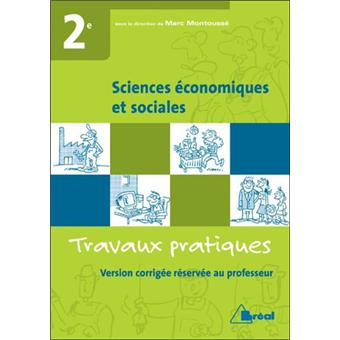 2e
sous la direction de Marc Montoussé
Sciences économiques
et sociales
Travaux pratiques
Version corrigée réservée au professeur
Bréal